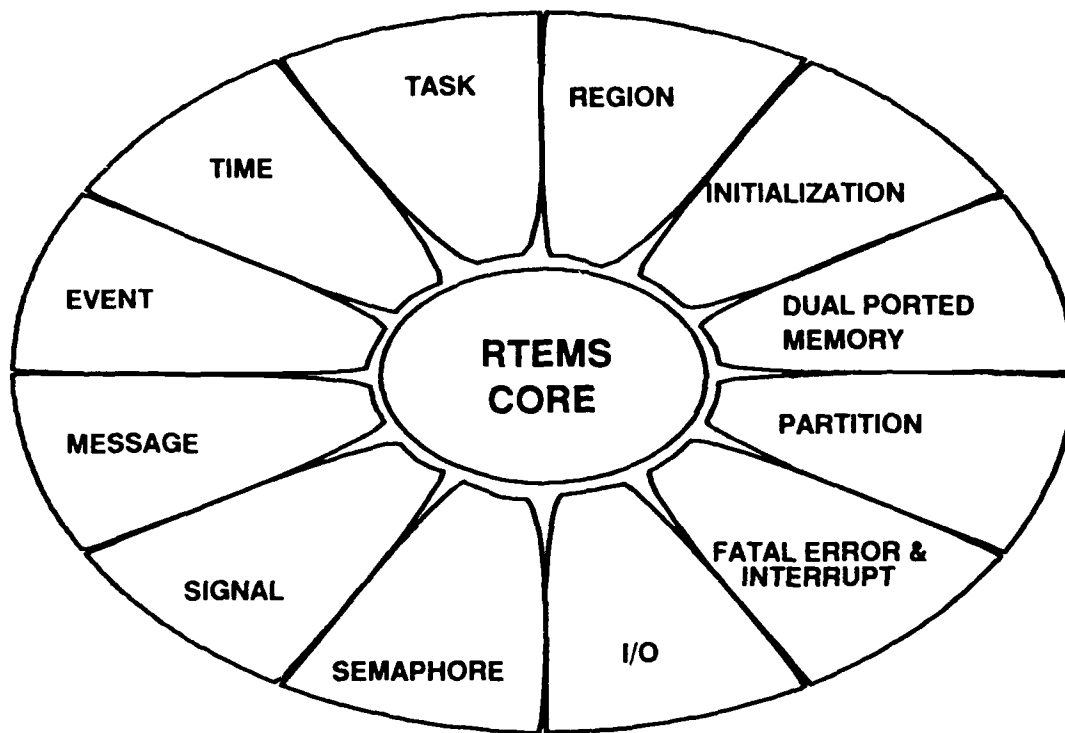 TASK
REGION
TIME
INITIALIZATION
EVENT
DUAL PORTED
MEMORY
RTEMS
CORE
MESSAGE
PARTITION
SIGNAL
FATAL ERROR &
INTERRUPT
SEMAPHORE
I/O